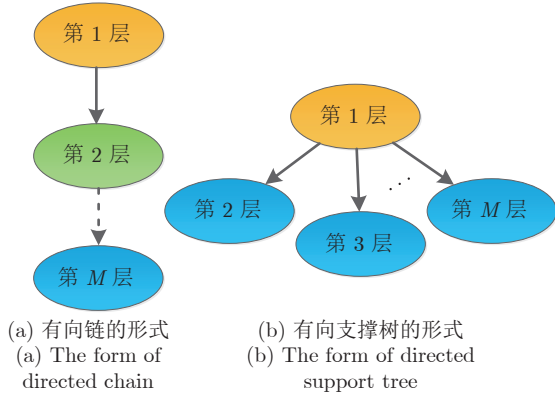 第 1 层
第 2 层
第 M 层
(a) 有向链的形式
(a) The form of
directed chain
第 1 层
第 2 层
···
第 3 层
第 M 层
(b) 有向支撑树的形式
(b) The form of directed
support tree